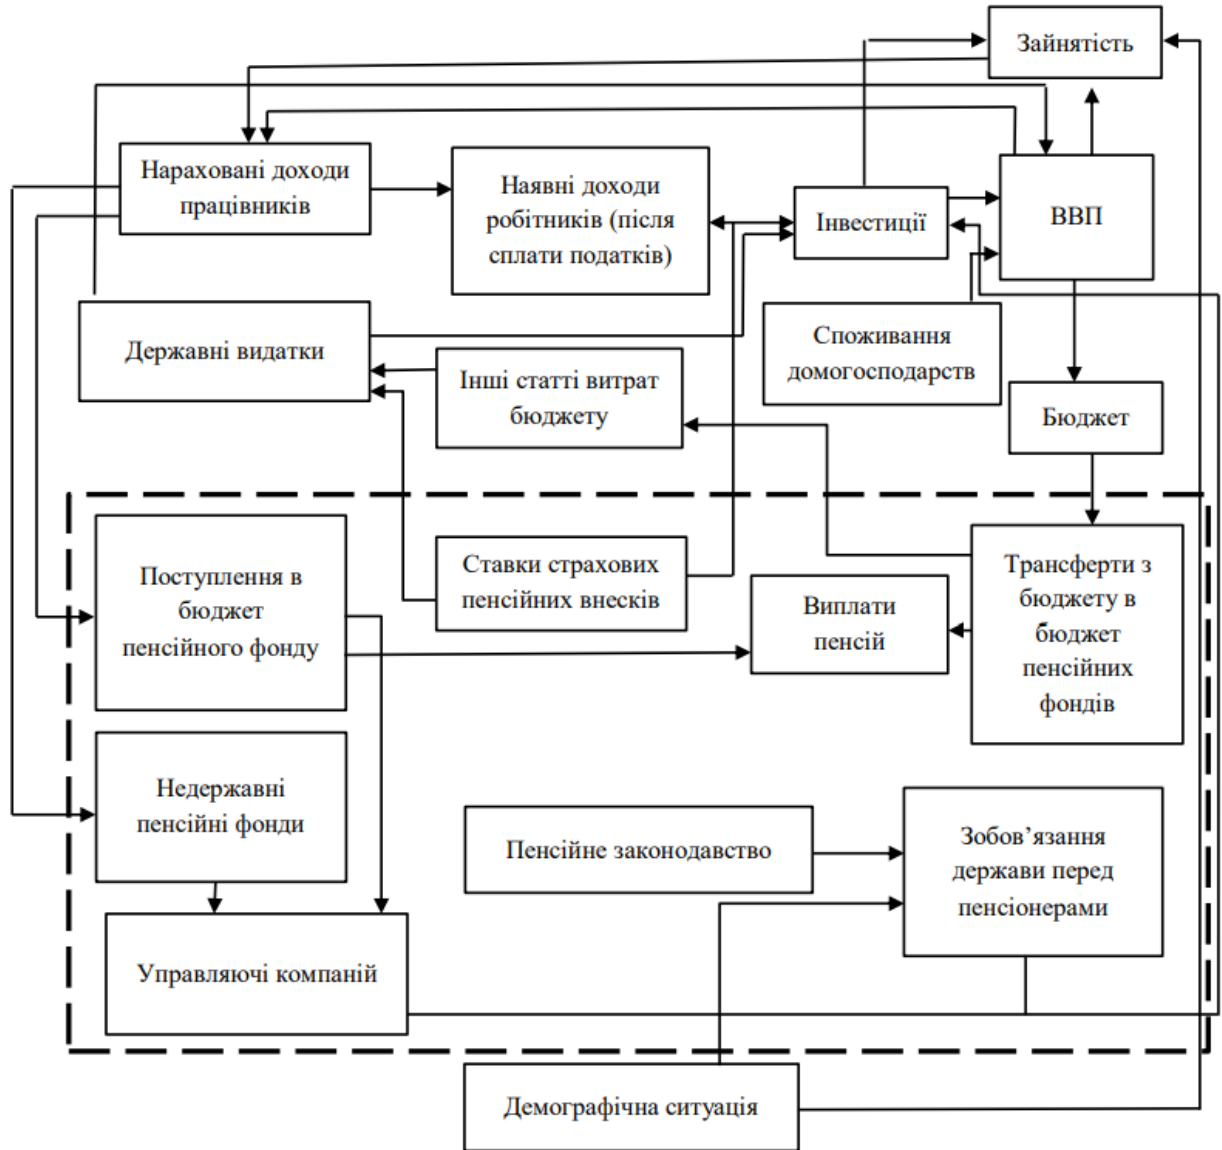 Зайнятість
Нараховані доходи
працівників
Наявні доходи
робітників (після
сплати податків)
Інвестиції
ВВП
Державні видатки
Інші статті витрат
бюджету
Споживання
домогосподарств
Бюджет
Поступлення в
бюджет
пенсійного фонду
Ставки страхових
пенсійних внесків
Виплати
пенсій
Трансферти з
бюджету в
бюджет
пенсійних
фондів
Недержавні
пенсійні фонди
Пенсійне законодавство
Зобов’язання
держави перед
пенсіонерами
Управляючі компаній
Демографічна ситуація